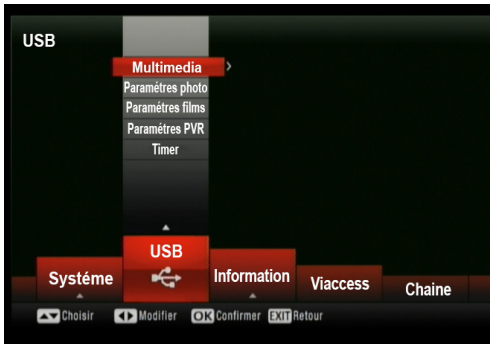 USB
Multimedia
Paramétres photo
Paramétres films
Paramétres PVR
Timer
USB
Systéme
Information
Viaccess
Chaine
Choisir
Modifier
OK Confirmer
EXIT Retour